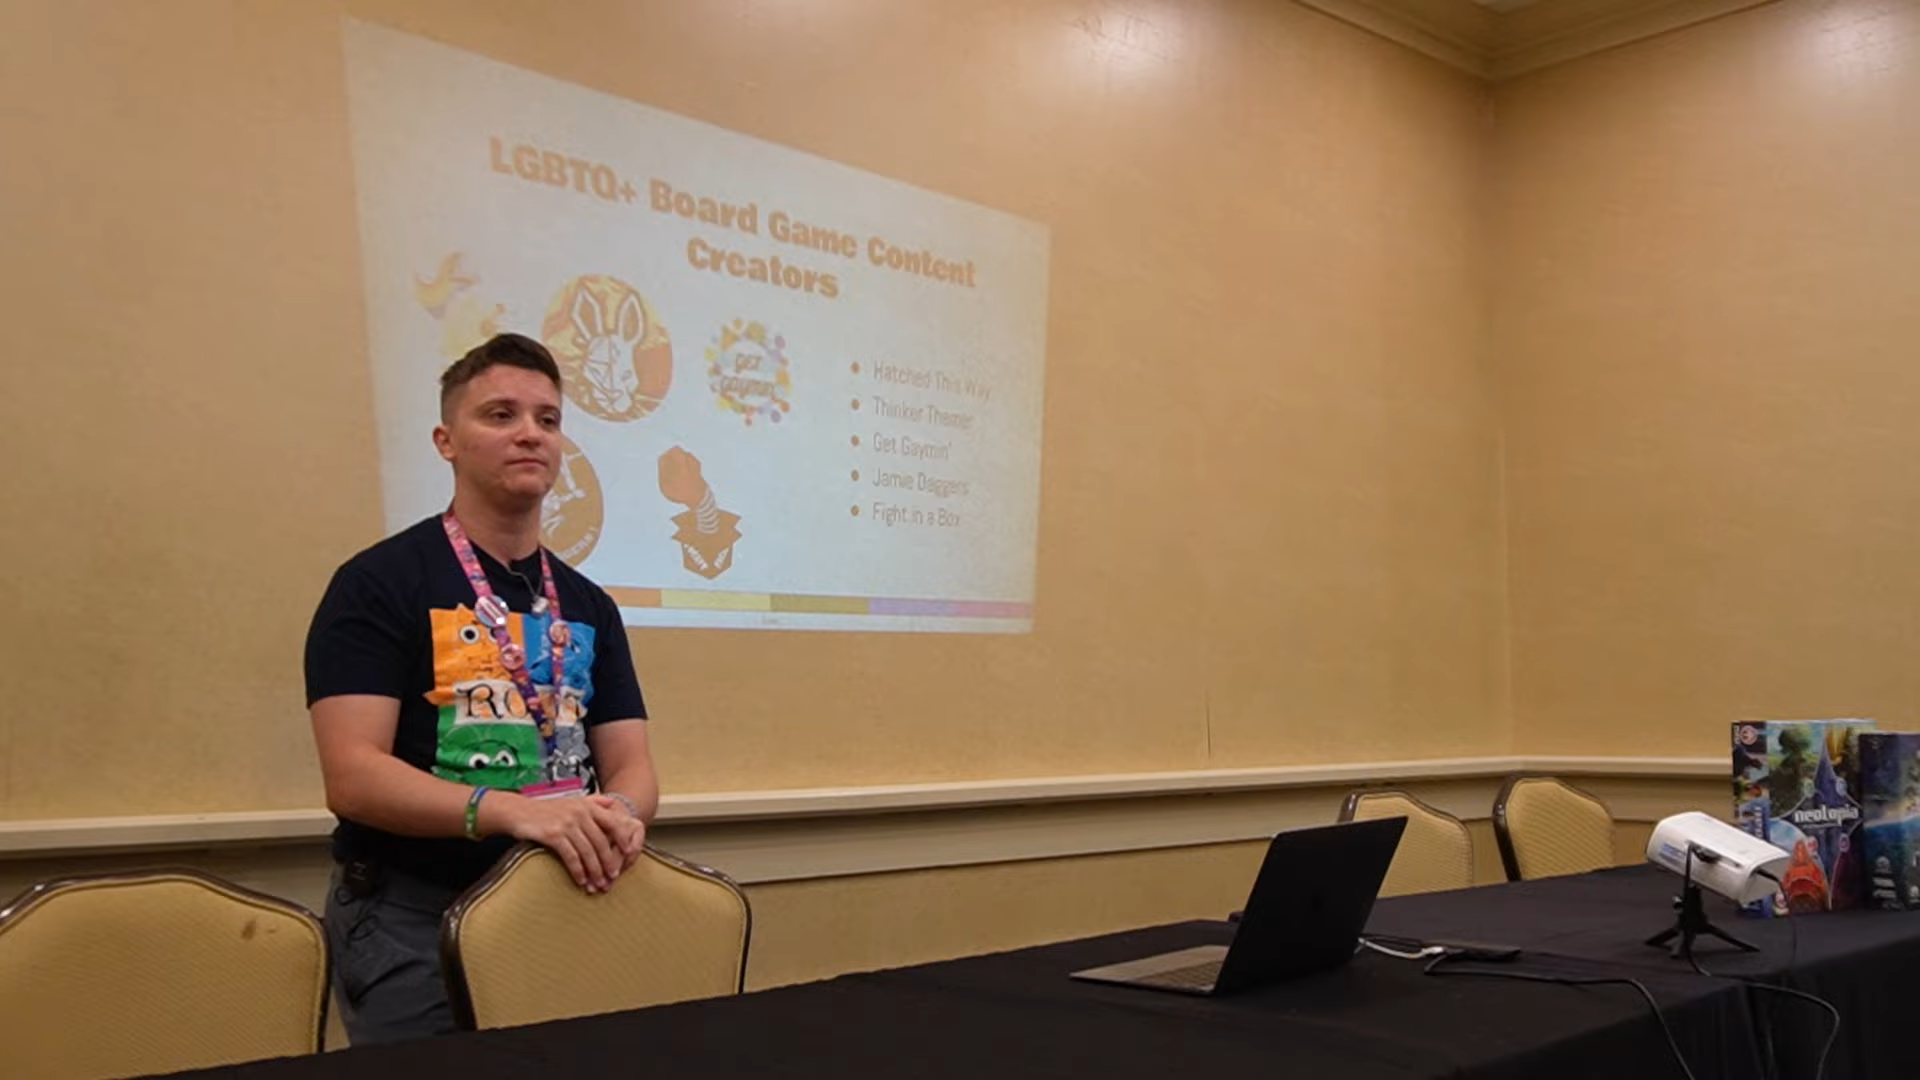 LGBTQ+ Board Game Content
Creators
get
gaymin'
Hatched This Way
Thinker Themer
Get Gaymin'
Jamie Daggers
Fight in a Box
neotopia